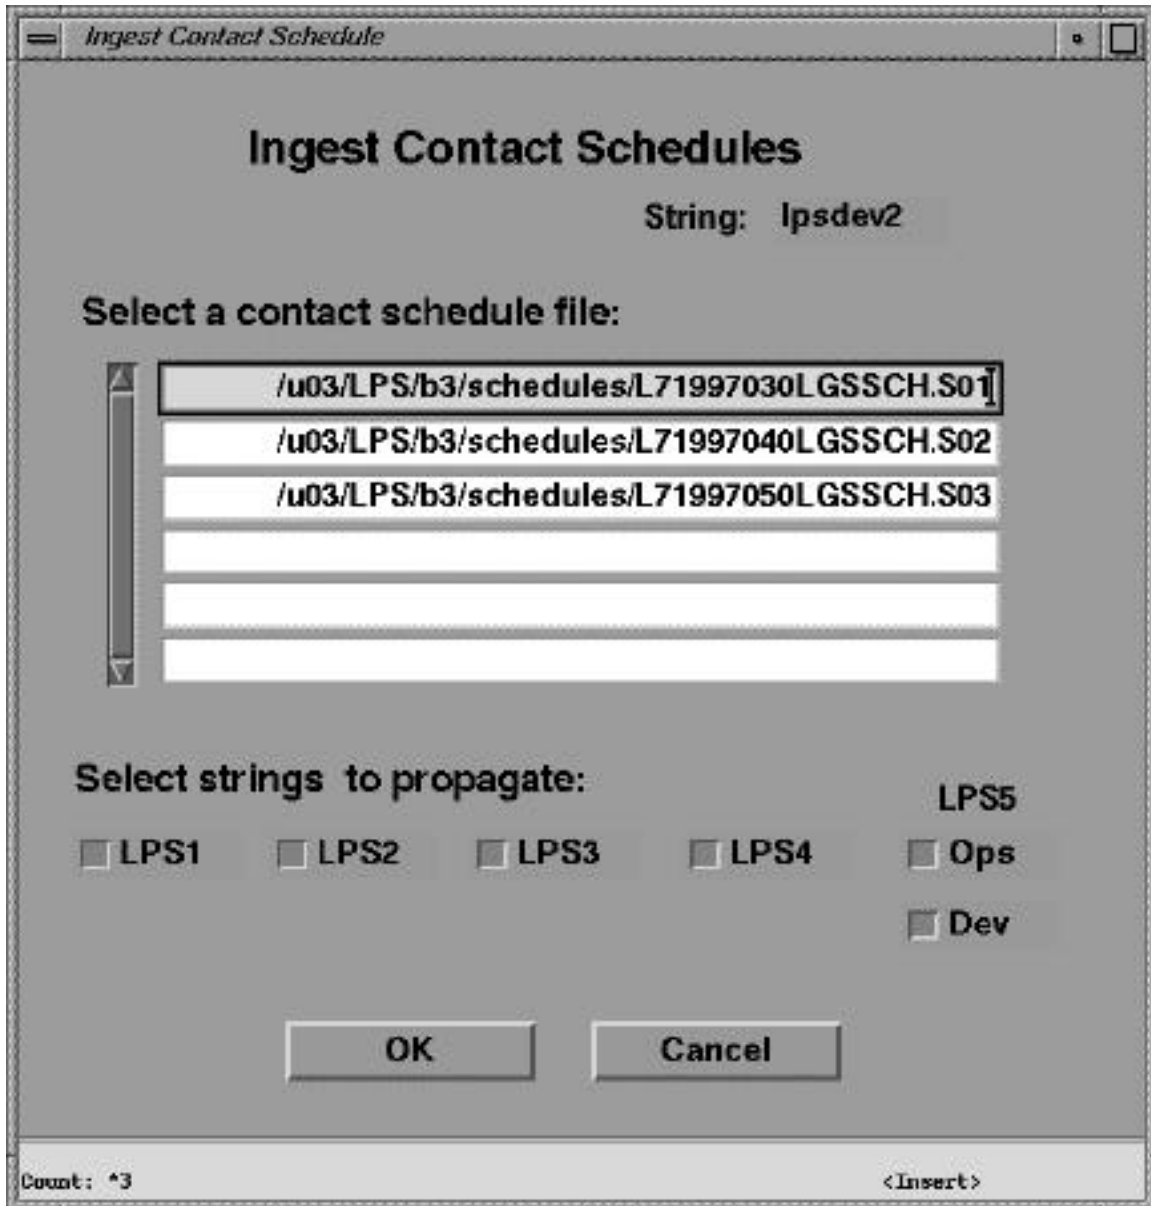 Ingest Contact Schedule
Ingest Contact Schedules
String: lpsdev2
Select a contact schedule file:
/u03/LPS/b3/schedules/L71997030LGSSCH.S01
/u03/LPS/b3/schedules/L71997040LGSSCH.S02
/u03/LPS/b3/schedules/L71997050LGSSCH.S03
Select strings to propagate:
LPS5
LPS1 LPS2 LPS3 LPS4 Ops
Dev
OK Cancel
Count: ^3 <Insert>